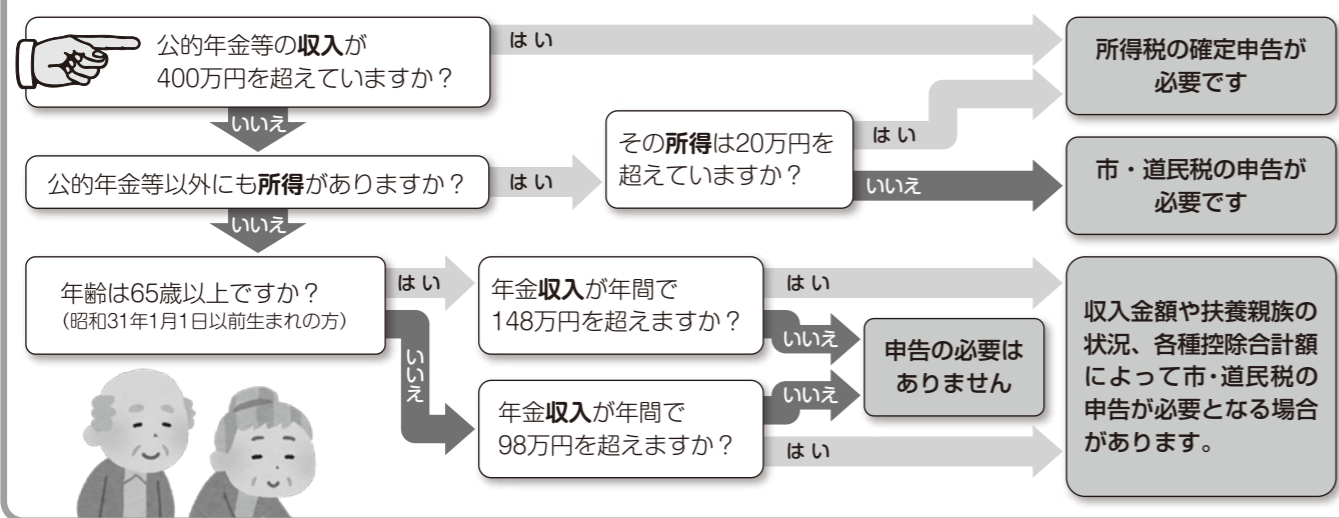 公的年金等の収入が
400万円を超えていますか？
はい
所得税の確定申告が
必要です
いいえ
公的年金等以外にも所得がありますか？
はい
その所得は20万円を
超えていますか？
はい
いいえ
市・道民税の申告が
必要です
いいえ
年齢は65歳以上ですか？
（昭和31年1月1日以前生まれの方）
はい
年金収入が年間で
148万円を超えますか？
はい
いいえ
いいえ
年金収入が年間で
98万円を超えますか？
いいえ
はい
申告の必要は
ありません
収入金額や扶養親族の
状況、各種控除合計額
によって市･道民税の
申告が必要となる場合
があります。